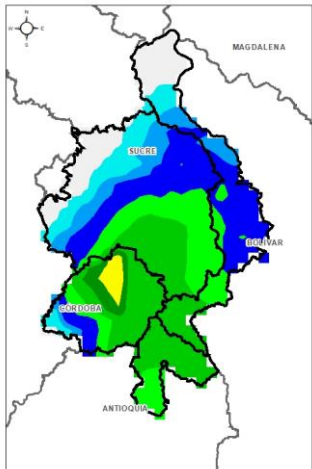 N
W E
S
MAGDALENA
SUCRE
BOLIVAR
CORDOBA
ANTIOQUIA